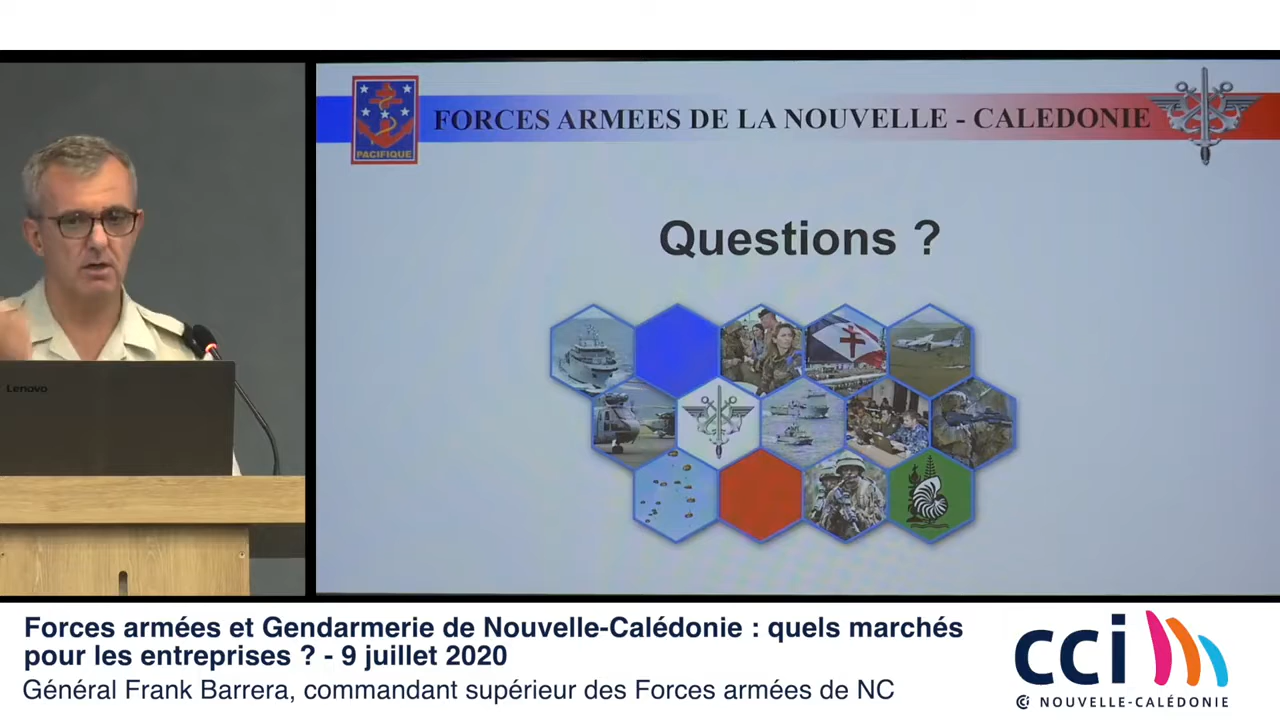 FORCES ARMEES DE LA NOUVELLE - CALEDONIE
PACIFIQUE
Questions ?
Lenovo
Forces armées et Gendarmerie de Nouvelle-Calédonie : quels marchés
pour les entreprises ? - 9 juillet 2020
Général Frank Barrera, commandant supérieur des Forces armées de NC
cci
NOUVELLE-CALÉDONIE